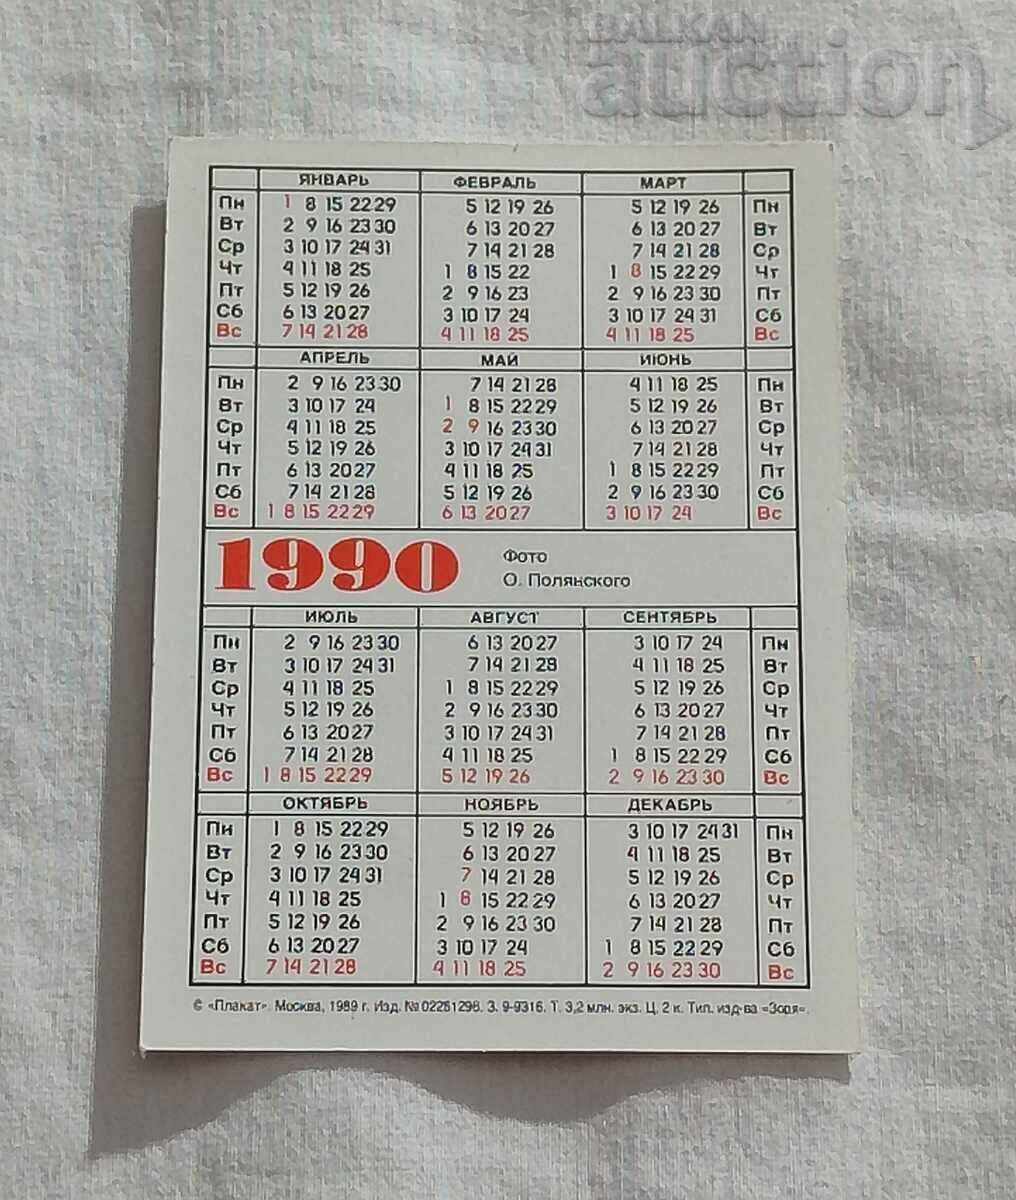 BALKAN
auction
ЯНВАРЬ ФЕВРАЛЬ МАРТ
Пн 1 8 15 22 29 5 12 19 26 5 12 19 26 Пн
Вт 2 9 16 23 30 6 13 20 27 6 13 20 27 Вт
Ср 3 10 17 24 31 7 14 21 28 7 14 21 28 Ср
Чт 4 11 18 25 1 8 15 22 1 8 15 22 29 Чт
Пт 5 12 19 26 2 9 16 23 2 9 16 23 30 Пт
Сб 6 13 20 27 3 10 17 24 3 10 17 24 31 Сб
Вс 7 14 21 28 4 11 18 25 4 11 18 25 Вс
АПРЕЛЬ МАЙ ИЮНЬ
Пн 2 9 16 23 30 7 14 21 28 4 11 18 25 Пн
Вт 3 10 17 24 1 8 15 22 29 5 12 19 26 Вт
Ср 4 11 18 25 2 9 16 23 30 6 13 20 27 Ср
Чт 5 12 19 26 3 10 17 24 31 7 14 21 28 Чт
Пт 6 13 20 27 4 11 18 25 1 8 15 22 29 Пт
Сб 7 14 21 28 5 12 19 26 2 9 16 23 30 Сб
Вс 1 8 15 22 29 6 13 20 27 3 10 17 24 Вс
1990
Фото
О. Полянского
ИЮЛЬ АВГУСТ СЕНТЯБРЬ
Пн 2 9 16 23 30 6 13 20 27 3 10 17 24 Пн
Вт 3 10 17 24 31 7 14 21 28 4 11 18 25 Вт
Ср 4 11 18 25 1 8 15 22 29 5 12 19 26 Ср
Чт 5 12 19 26 2 9 16 23 30 6 13 20 27 Чт
Пт 6 13 20 27 3 10 17 24 31 7 14 21 28 Пт
Сб 7 14 21 28 4 11 18 25 1 8 15 22 29 Сб
Вс 1 8 15 22 29 5 12 19 26 2 9 16 23 30 Вс
ОКТЯБРЬ НОЯБРЬ ДЕКАБРЬ
Пн 1 8 15 22 29 5 12 19 26 3 10 17 24 31 Пн
Вт 2 9 16 23 30 6 13 20 27 4 11 18 25 Вт
Ср 3 10 17 24 31 7 14 21 28 5 12 19 26 Ср
Чт 4 11 18 25 1 8 15 22 29 6 13 20 27 Чт
Пт 5 12 19 26 2 9 16 23 30 7 14 21 28 Пт
Сб 6 13 20 27 3 10 17 24 1 8 15 22 29 Сб
Вс 7 14 21 28 4 11 18 25 2 9 16 23 30 Вс
© «Плакат». Москва, 1989 г. Изд. № 02281298. З. 9-9316. Т. 3,2 млн. экз. Ц. 2 к. Тип. изд-ва «Зоря».